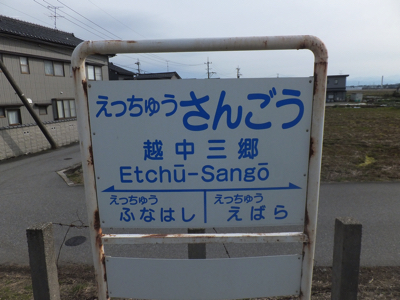 えっちゅう さんごう
越中三郷
Etchū-Sangō
えっちゅう ふなはし
えっちゅう えばら